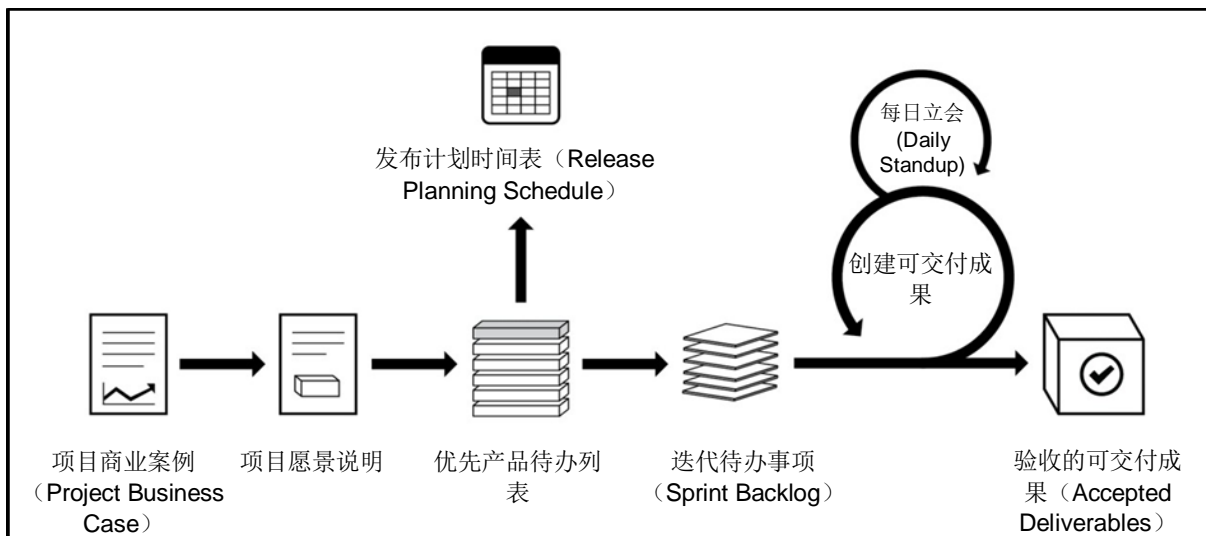 发布计划时间表（Release
Planning Schedule）
每日立会
(Daily
Standup)
创建可交付成
果
项目商业案例
（Project Business
Case）
项目愿景说明
优先产品待办列
表
迭代待办事项
（Sprint Backlog）
验收的可交付成
果（Accepted
Deliverables）